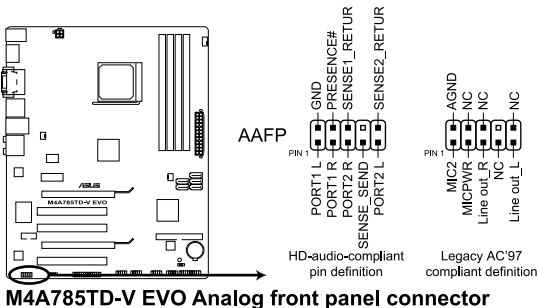 GND
PRESENCE#
SENSE1_RETUR
SENSE2_RETUR
AAFP
PIN 1
PORT1 L
PORT1 R
PORT2 R
SENSE_SEND
PORT2 L
HD-audio-compliant
pin definition
AGND
NC
NC
NC
PIN 1
MIC2
MICPWR
Line out_R
NC
Line out_L
Legacy AC'97
compliant definition
ASUS
M4A785TD-V EVO
M4A785TD-V EVO Analog front panel connector